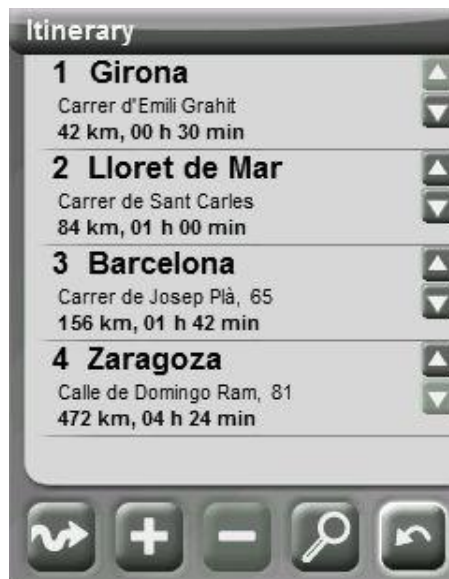 Itinerary
1 Girona
Carrer d'Emili Grahit
42 km, 00 h 30 min
2 Lloret de Mar
Carrer de Sant Carles
84 km, 01 h 00 min
3 Barcelona
Carrer de Josep Plà, 65
156 km, 01 h 42 min
4 Zaragoza
Calle de Domingo Ram, 81
472 km, 04 h 24 min